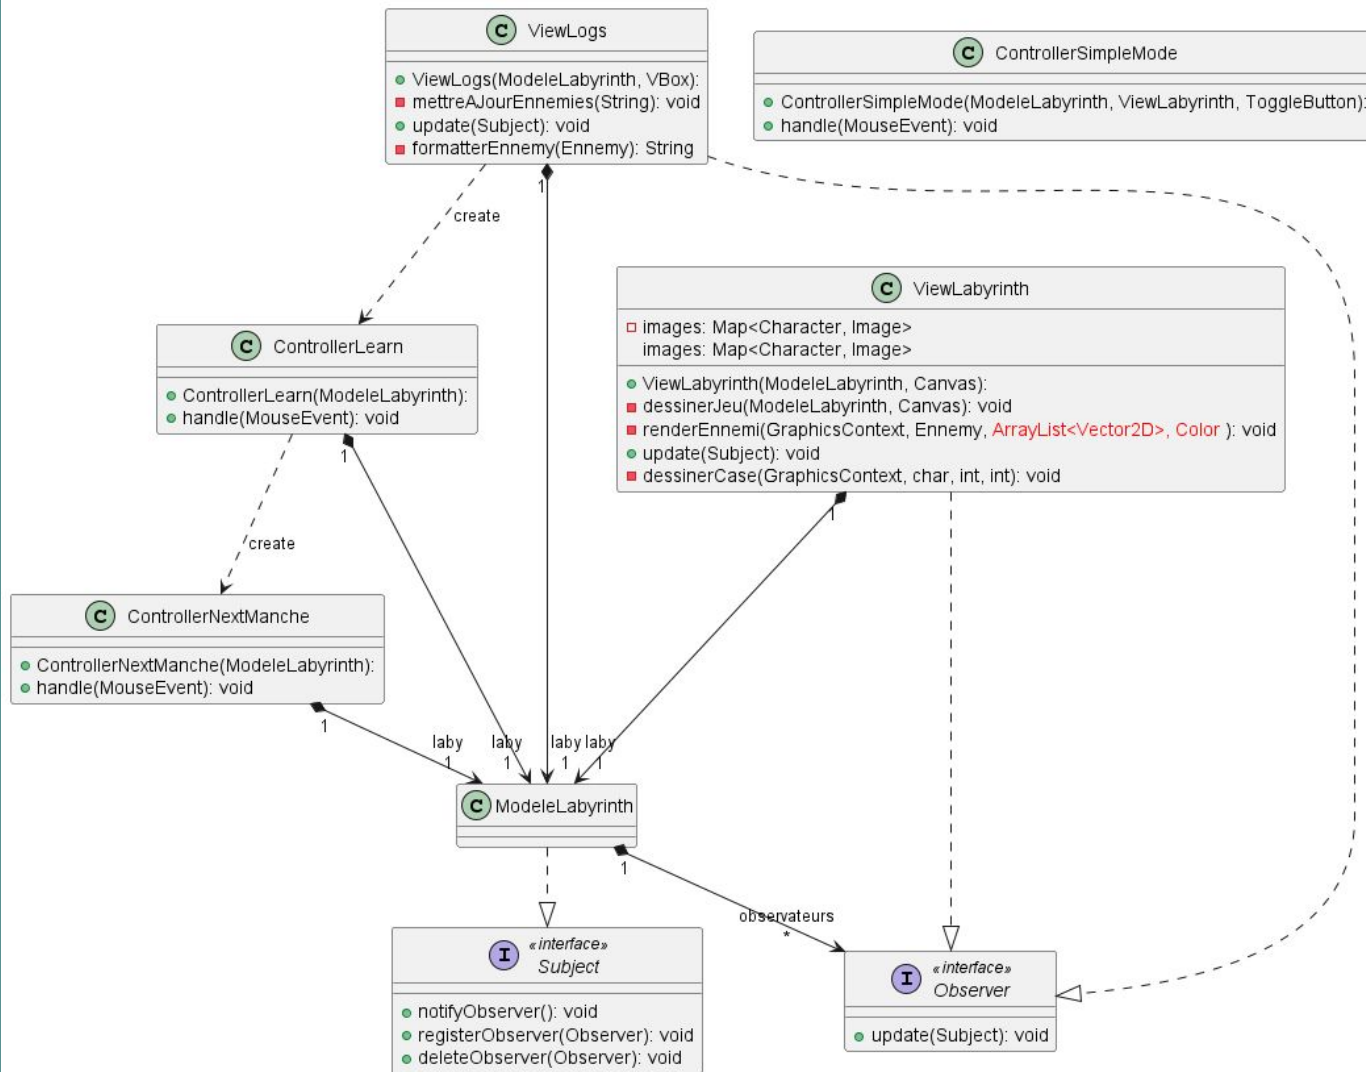 C ViewLogs
ViewLogs(ModeleLabyrinth, VBox):
mettreAJourEnnemies(String): void
update(Subject): void
formatterEnnemy(Ennemy): String
C ControllerSimpleMode
ControllerSimpleMode(ModeleLabyrinth, ViewLabyrinth, ToggleButton):
handle(MouseEvent): void
1
create
C ViewLabyrinth
images: Map<Character, Image>
images: Map<Character, Image>
ViewLabyrinth(ModeleLabyrinth, Canvas):
dessinerJeu(ModeleLabyrinth, Canvas): void
renderEnnemi(GraphicsContext, Ennemy, ArrayList<Vector2D>, Color ): void
update(Subject): void
dessinerCase(GraphicsContext, char, int, int): void
C ControllerLearn
ControllerLearn(ModeleLabyrinth):
handle(MouseEvent): void
1
1
create
C ControllerNextManche
ControllerNextManche(ModeleLabyrinth):
handle(MouseEvent): void
1
laby laby laby laby
1 1 1 1
C ModeleLabyrinth
1
observateurs
*
I «interface»
Subject
notifyObserver(): void
registerObserver(Observer): void
deleteObserver(Observer): void
I «interface»
Observer
update(Subject): void